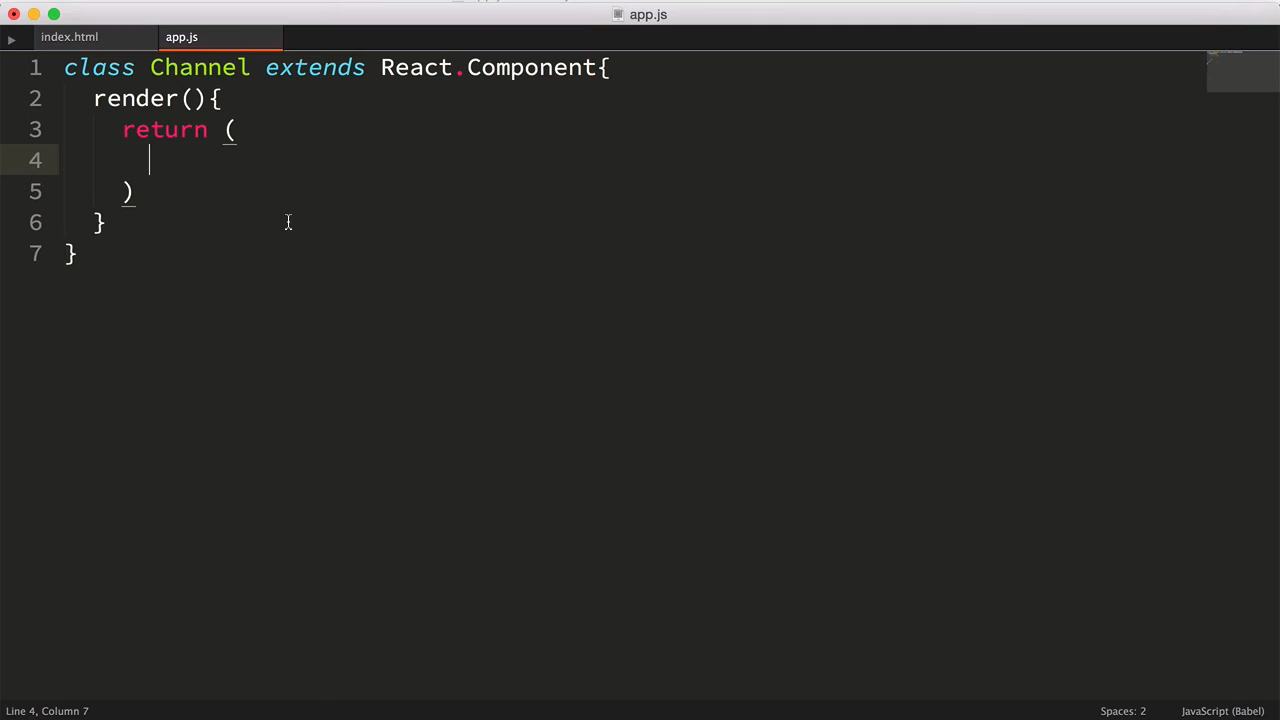 app.js
index.html
app.js
1 class Channel extends React.Component{
2   render(){
3     return (
4
5     )
6   }
7 }
Line 4, Column 7
Spaces: 2
JavaScript (Babel)